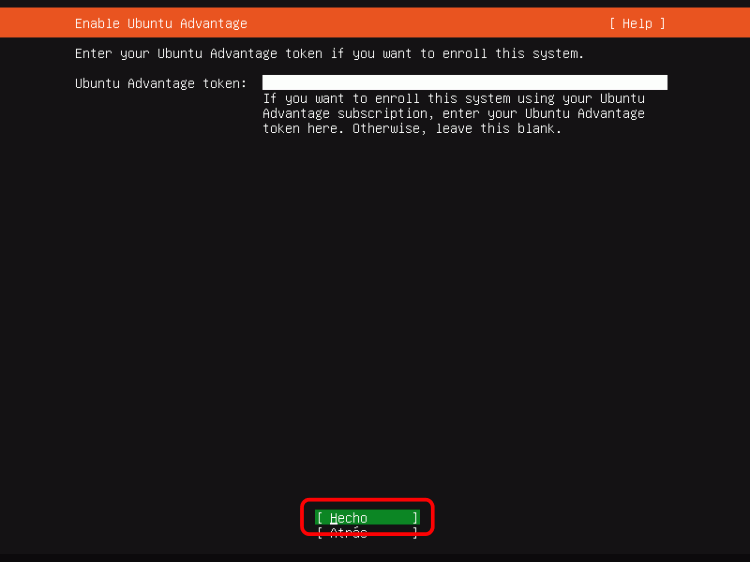 Enable Ubuntu Advantage [ Help ]
Enter your Ubuntu Advantage token if you want to enroll this system.
Ubuntu Advantage token:
If you want to enroll this system using your Ubuntu
Advantage subscription, enter your Ubuntu Advantage
token here. Otherwise, leave this blank.
[ Hecho ]
[ Atrás ]